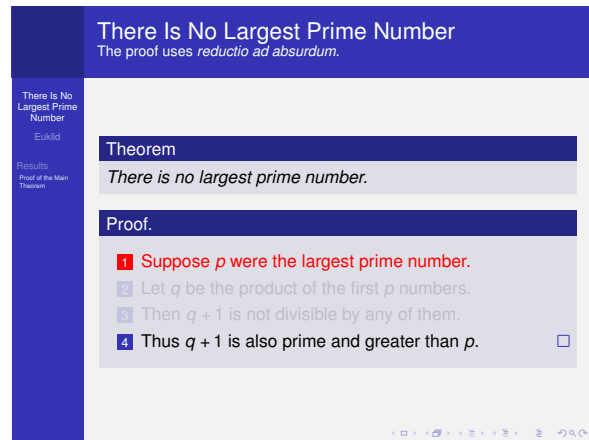 There Is No Largest Prime Number
The proof uses reductio ad absurdum.
There Is No
Largest Prime
Number
Euklid
Results
Proof of the Main
Theorem
Theorem
There is no largest prime number.
Proof.
1 Suppose p were the largest prime number.
2 Let q be the product of the first p numbers.
3 Then q + 1 is not divisible by any of them.
4 Thus q + 1 is also prime and greater than p. □